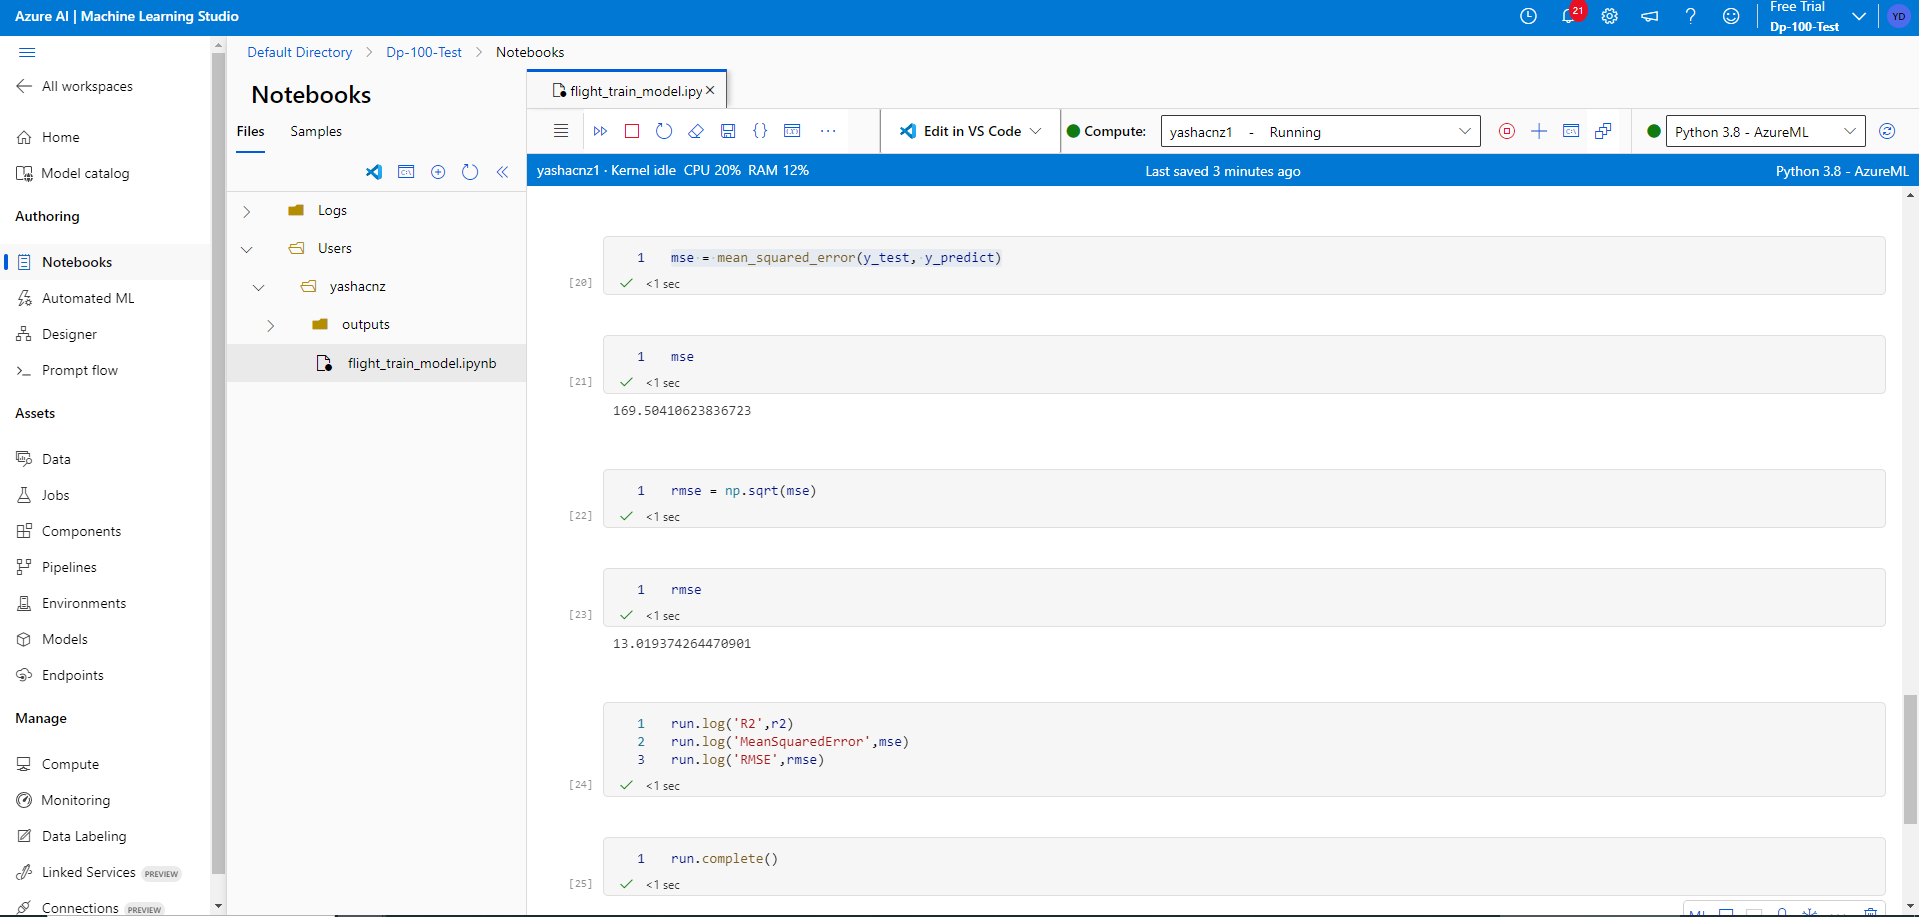 Azure AI | Machine Learning Studio
21
Free Trial
Dp-100-Test
YD
All workspaces
Home
Model catalog
Authoring
Notebooks
Automated ML
Designer
Prompt flow
Assets
Data
Jobs
Components
Pipelines
Environments
Models
Endpoints
Manage
Compute
Monitoring
Data Labeling
Linked Services PREVIEW
Connections PREVIEW
Default Directory > Dp-100-Test > Notebooks
Notebooks
Files Samples
Logs
Users
yashacnz
outputs
flight_train_model.ipynb
flight_train_model.ipy
Edit in VS Code
Compute: yashacnz1 - Running
Python 3.8 - AzureML
yashacnz1 · Kernel idle CPU 20% RAM 12%
Last saved 3 minutes ago
Python 3.8 - AzureML
1 mse = mean_squared_error(y_test, y_predict)
[20] <1 sec
1 mse
[21] <1 sec
169.50410623836723
1 rmse = np.sqrt(mse)
[22] <1 sec
1 rmse
[23] <1 sec
13.019374264470901
1 run.log('R2',r2)
2 run.log('MeanSquaredError',mse)
3 run.log('RMSE',rmse)
[24] <1 sec
1 run.complete()
[25] <1 sec